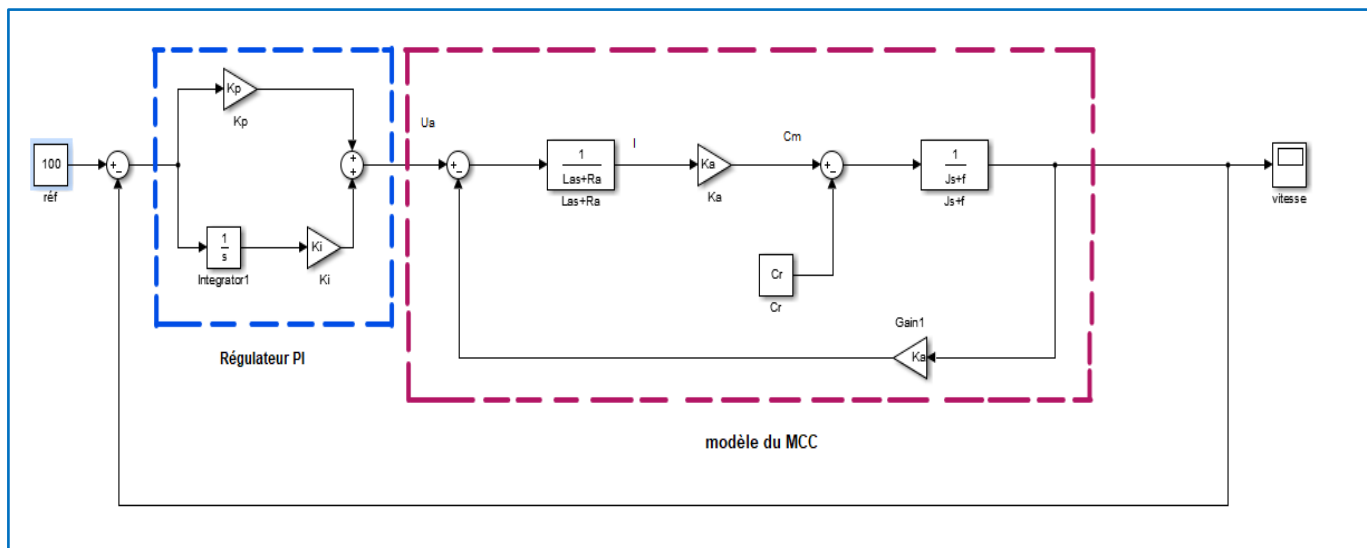 100
réf
+
−
Kp
Kp
1
s
Integrator1
Ki
Ki
+
+
Régulateur PI
Ua
+
−
1
Las+Ra
Las+Ra
I
Ka
Ka
Cm
+
−
Cr
Cr
1
Js+f
Js+f
Gain1
Ka
modèle du MCC
vitesse